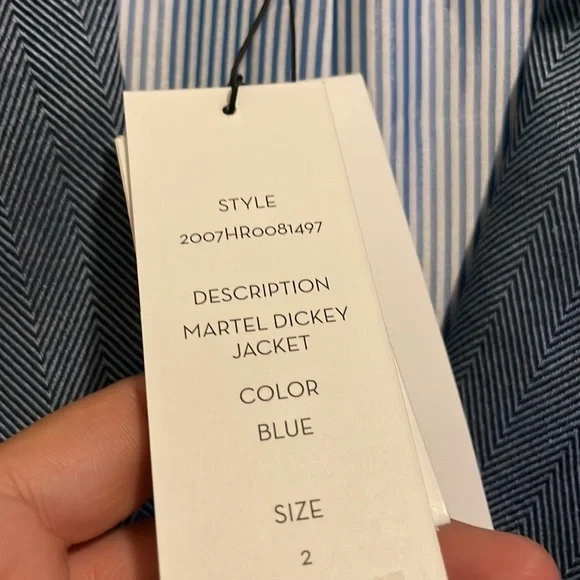 STYLE
2007HR0081497
DESCRIPTION
MARTEL DICKEY
JACKET
COLOR
BLUE
SIZE
2